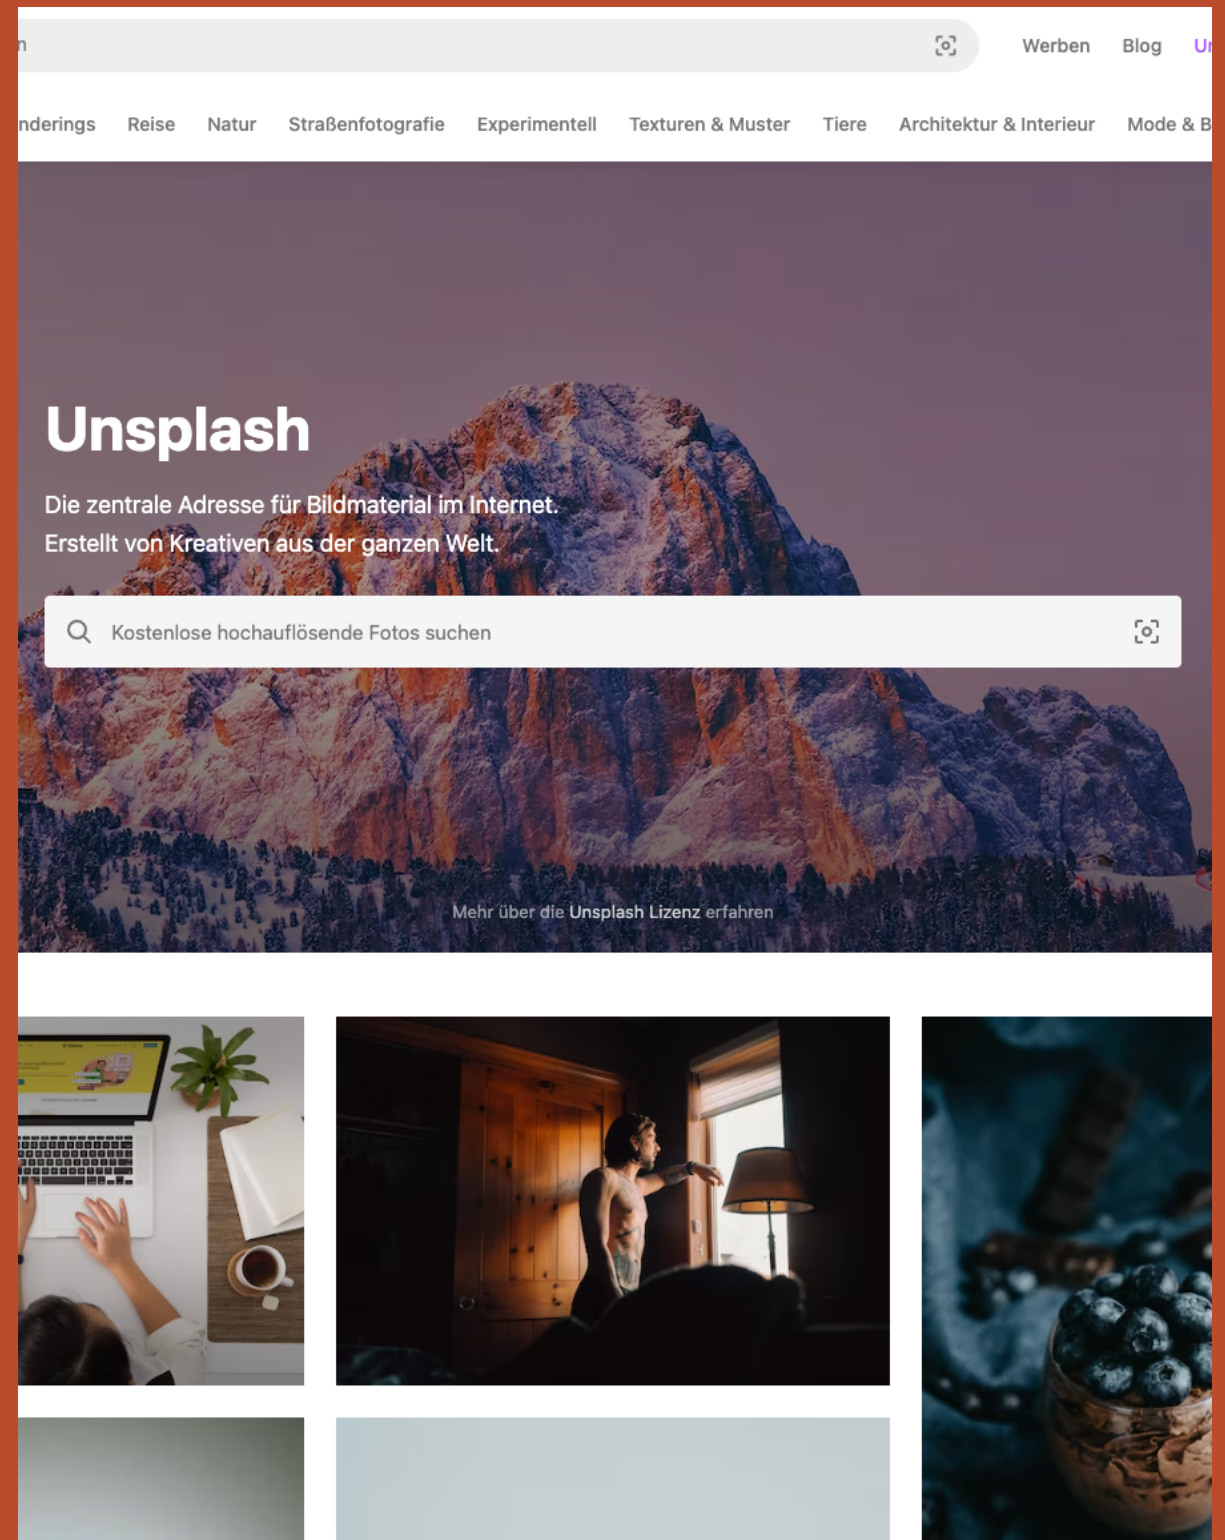 Werben Blog
Reise Natur Straßenfotografie Experimentell Texturen & Muster Tiere Architektur & Interieur Mode & B
Unsplash
Die zentrale Adresse für Bildmaterial im Internet.
Erstellt von Kreativen aus der ganzen Welt.
Kostenlose hochauflösende Fotos suchen
Mehr über die Unsplash Lizenz erfahren